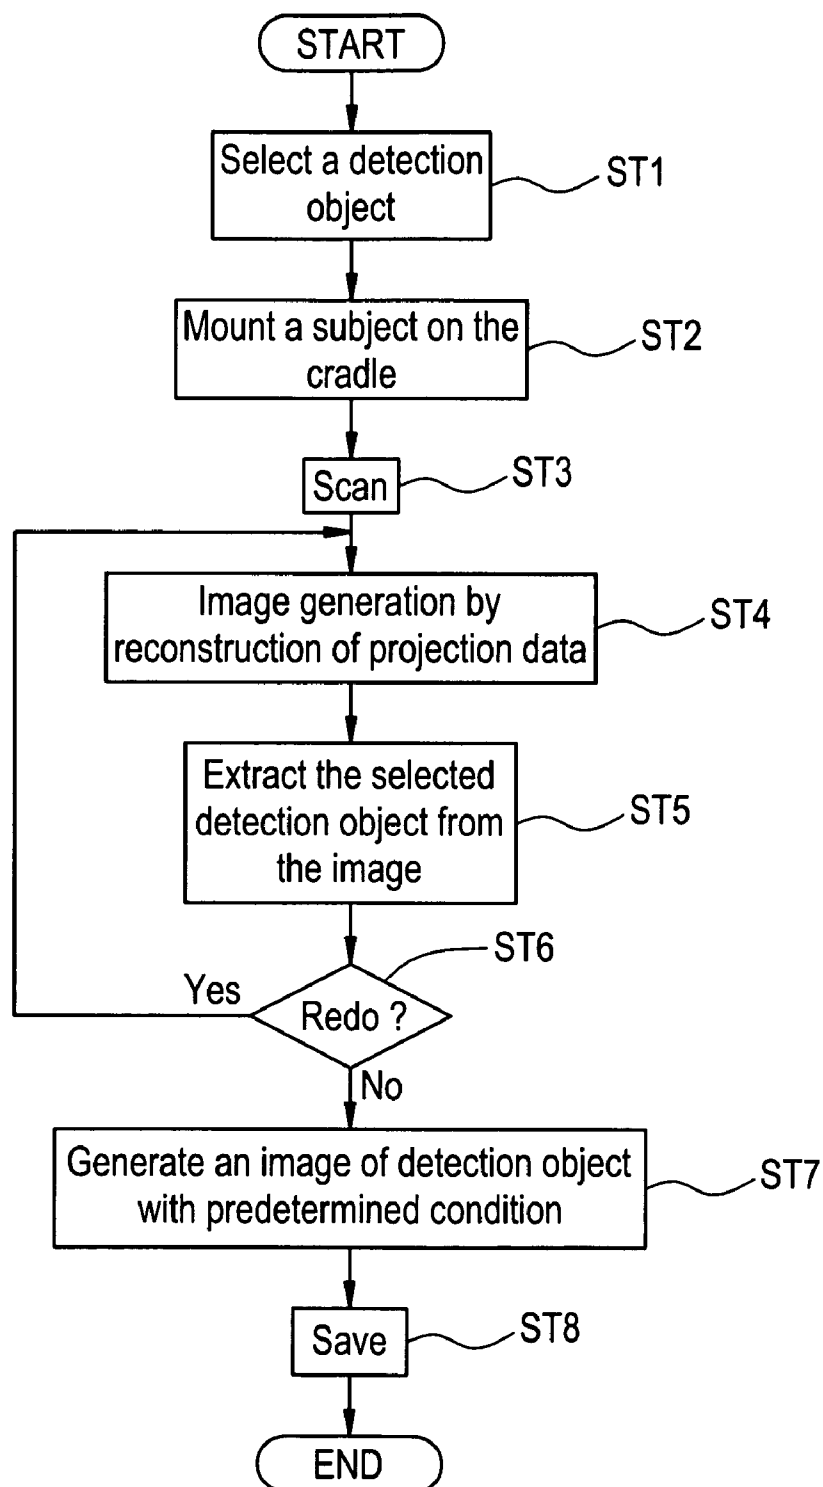 START
Select a detection
object
ST1
Mount a subject on the
cradle
ST2
Scan
ST3
Image generation by
reconstruction of projection data
ST4
Extract the selected
detection object from
the image
ST5
ST6
Yes
Redo ?
No
Generate an image of detection object
with predetermined condition
ST7
Save
ST8
END